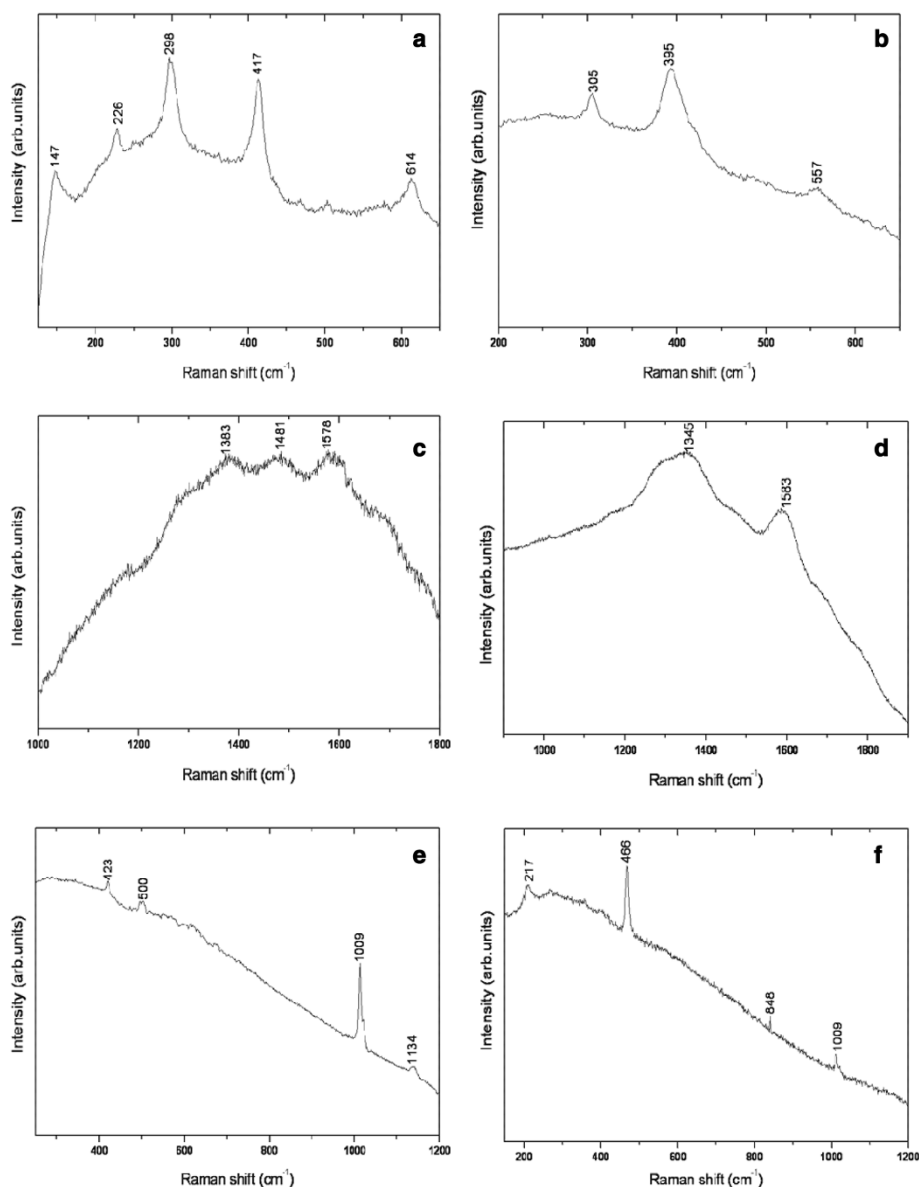 a
298
417
226
147
614
Intensity (arb.units)
200 300 400 500 600
Raman shift (cm-1)
b
395
305
557
Intensity (arb.units)
200 300 400 500 600
Raman shift (cm-1)
c
1383
1481
1578
Intensity (arb.units)
1000 1200 1400 1600 1800
Raman shift (cm-1)
d
1345
1583
Intensity (arb.units)
1000 1200 1400 1600 1800
Raman shift (cm-1)
e
423
500
1009
1134
Intensity (arb.units)
400 600 800 1000 1200
Raman shift (cm-1)
f
217
466
848
1009
Intensity (arb.units)
200 400 600 800 1000 1200
Raman shift (cm-1)